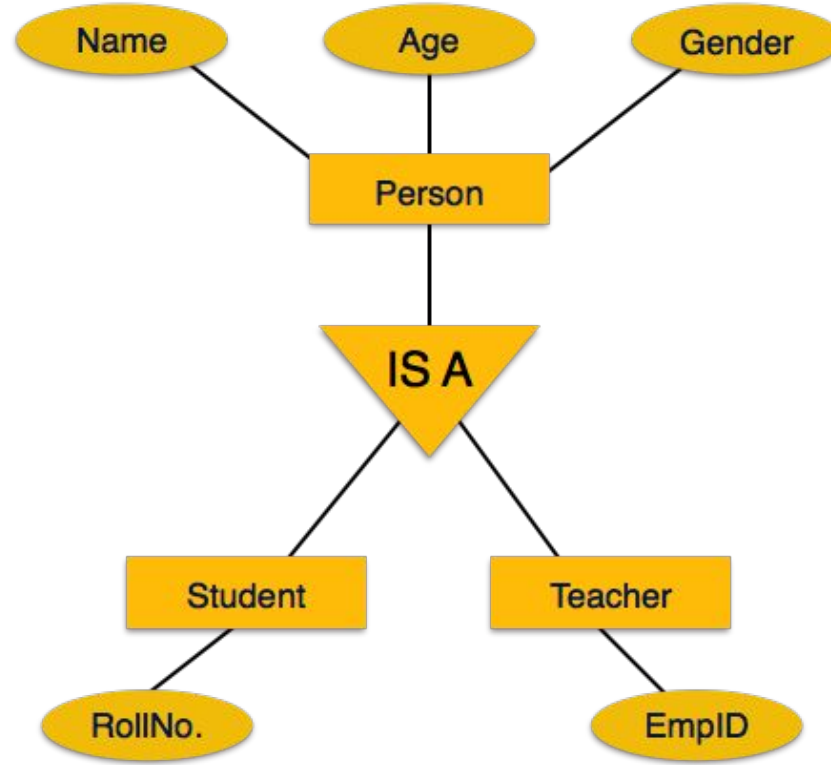 Name
Age
Gender
Person
IS A
Student
Teacher
RollNo.
EmpID